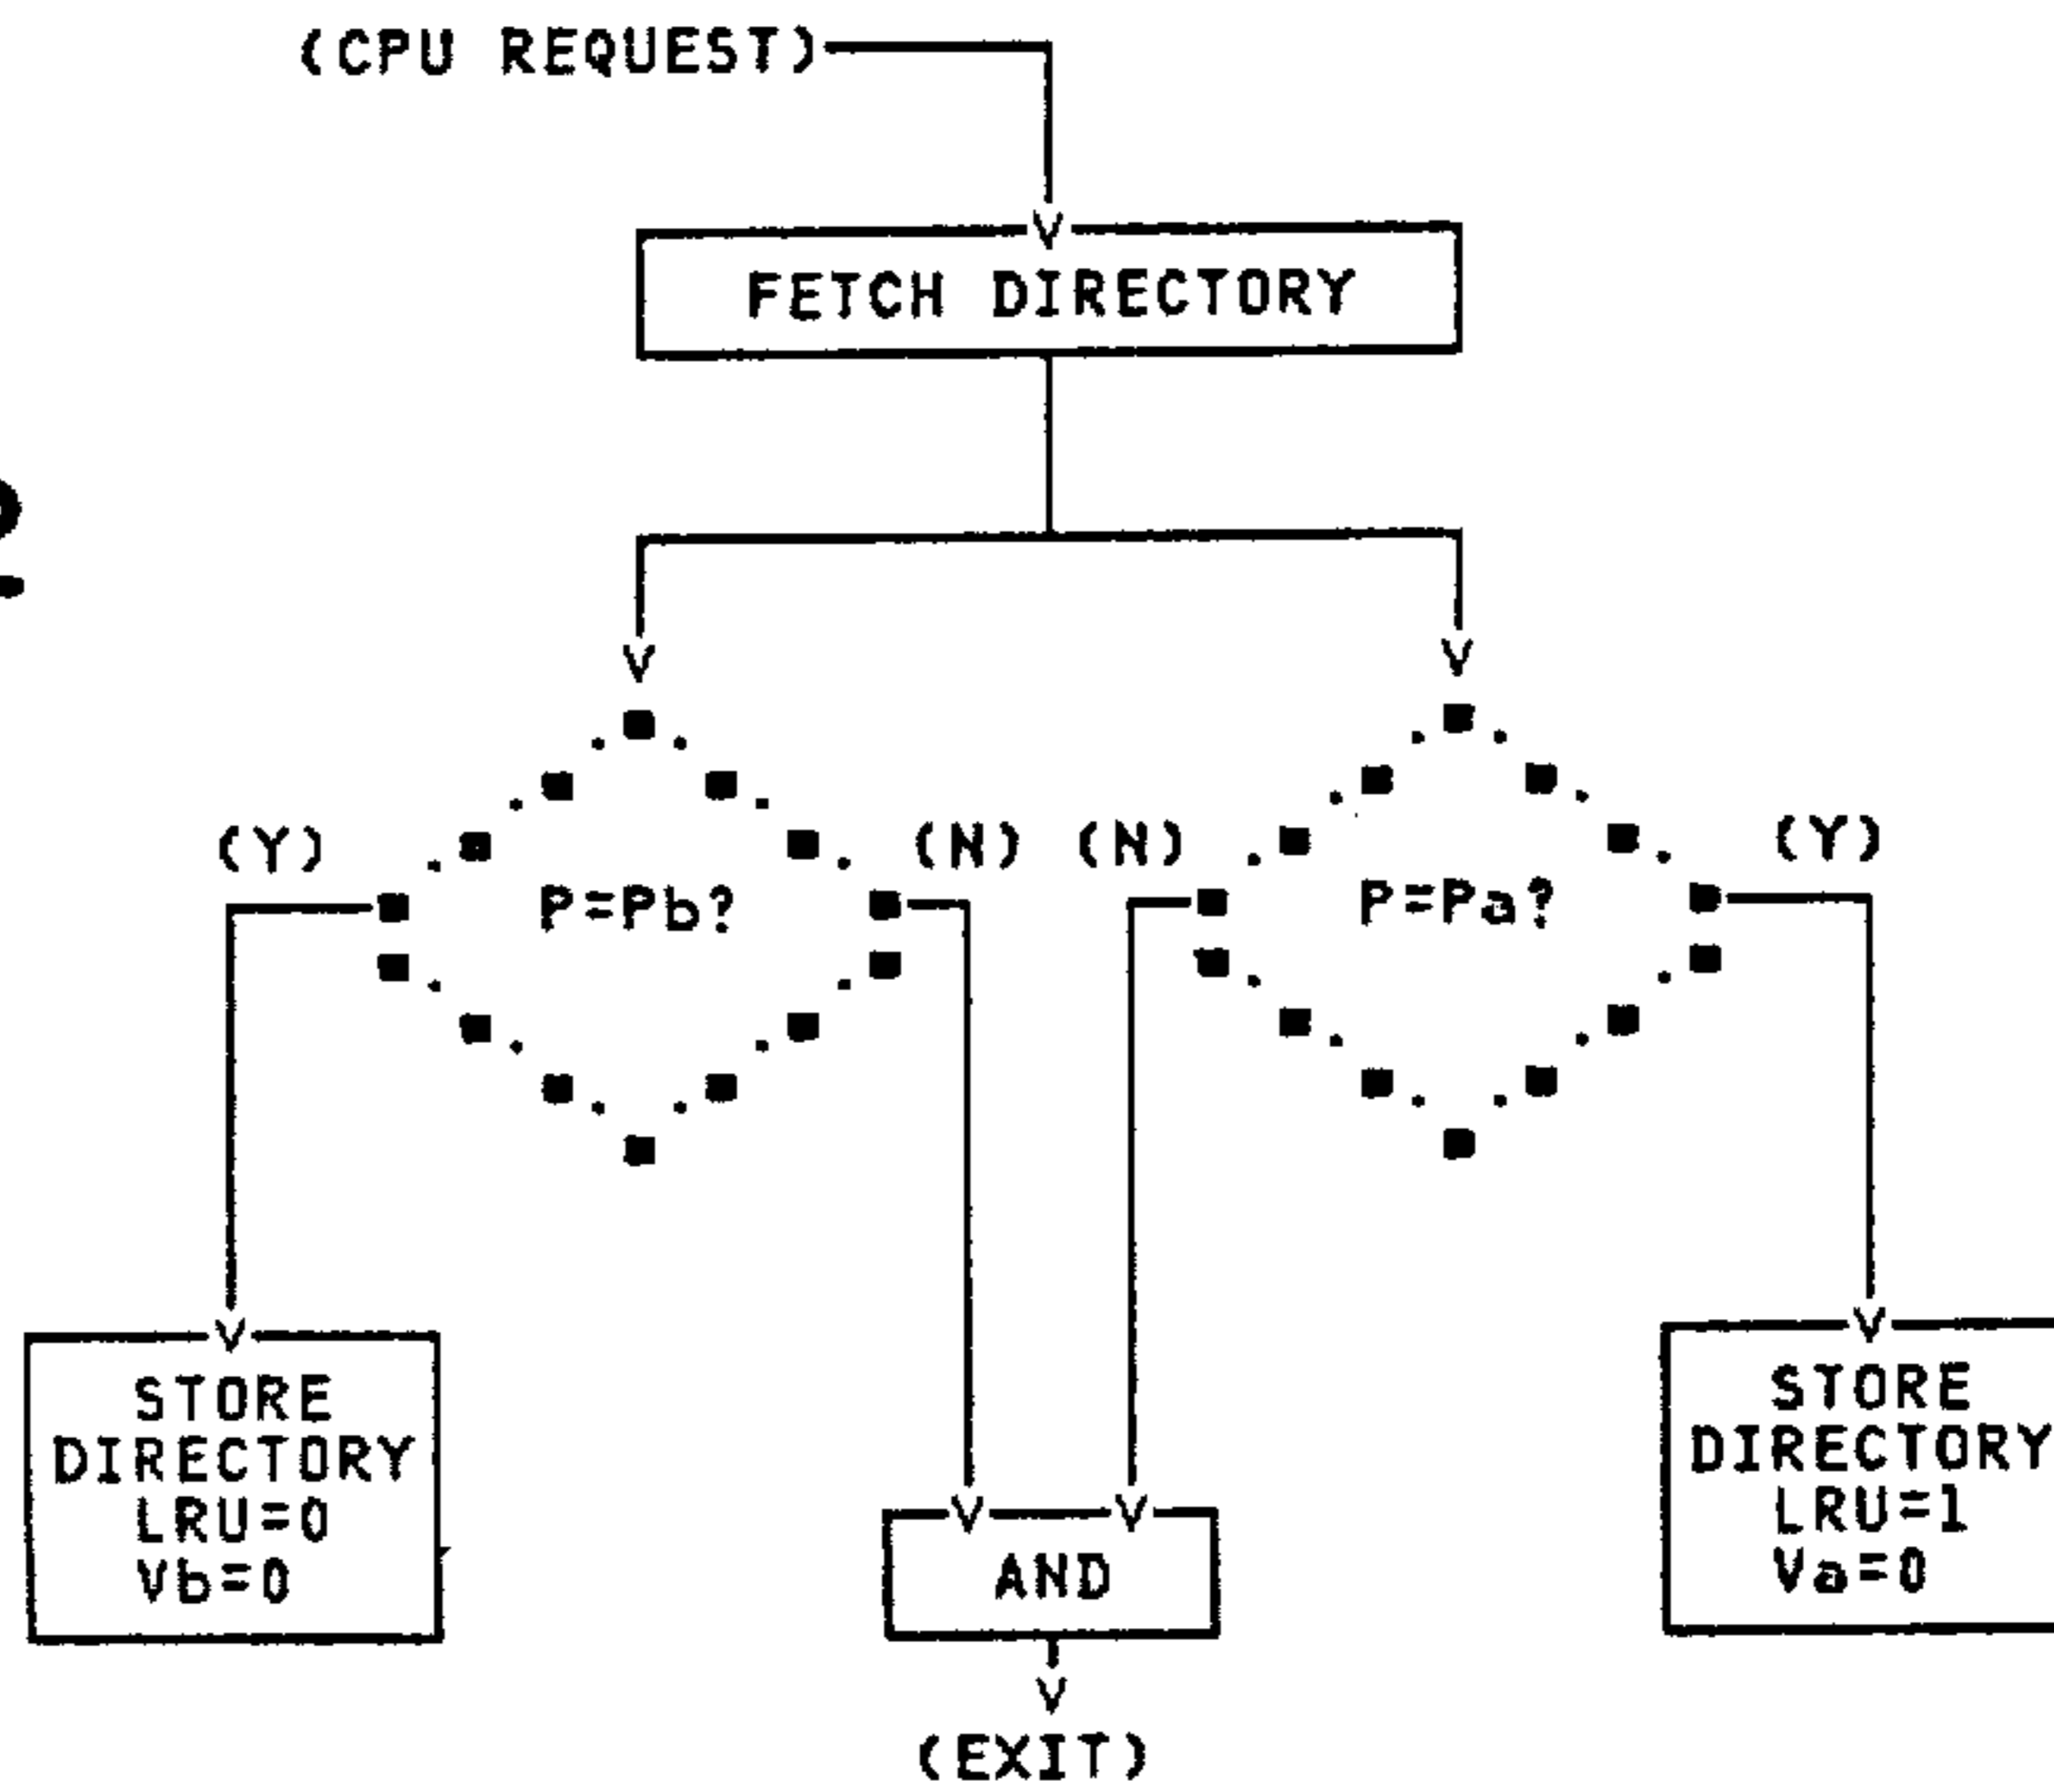 (CPU REQUEST)
FETCH DIRECTORY
(Y)
(N)
(N)
(Y)
P=Pb?
P=Pa?
STORE
DIRECTORY
LRU=0
Vb=0
STORE
DIRECTORY
LRU=1
Va=0
AND
(EXIT)